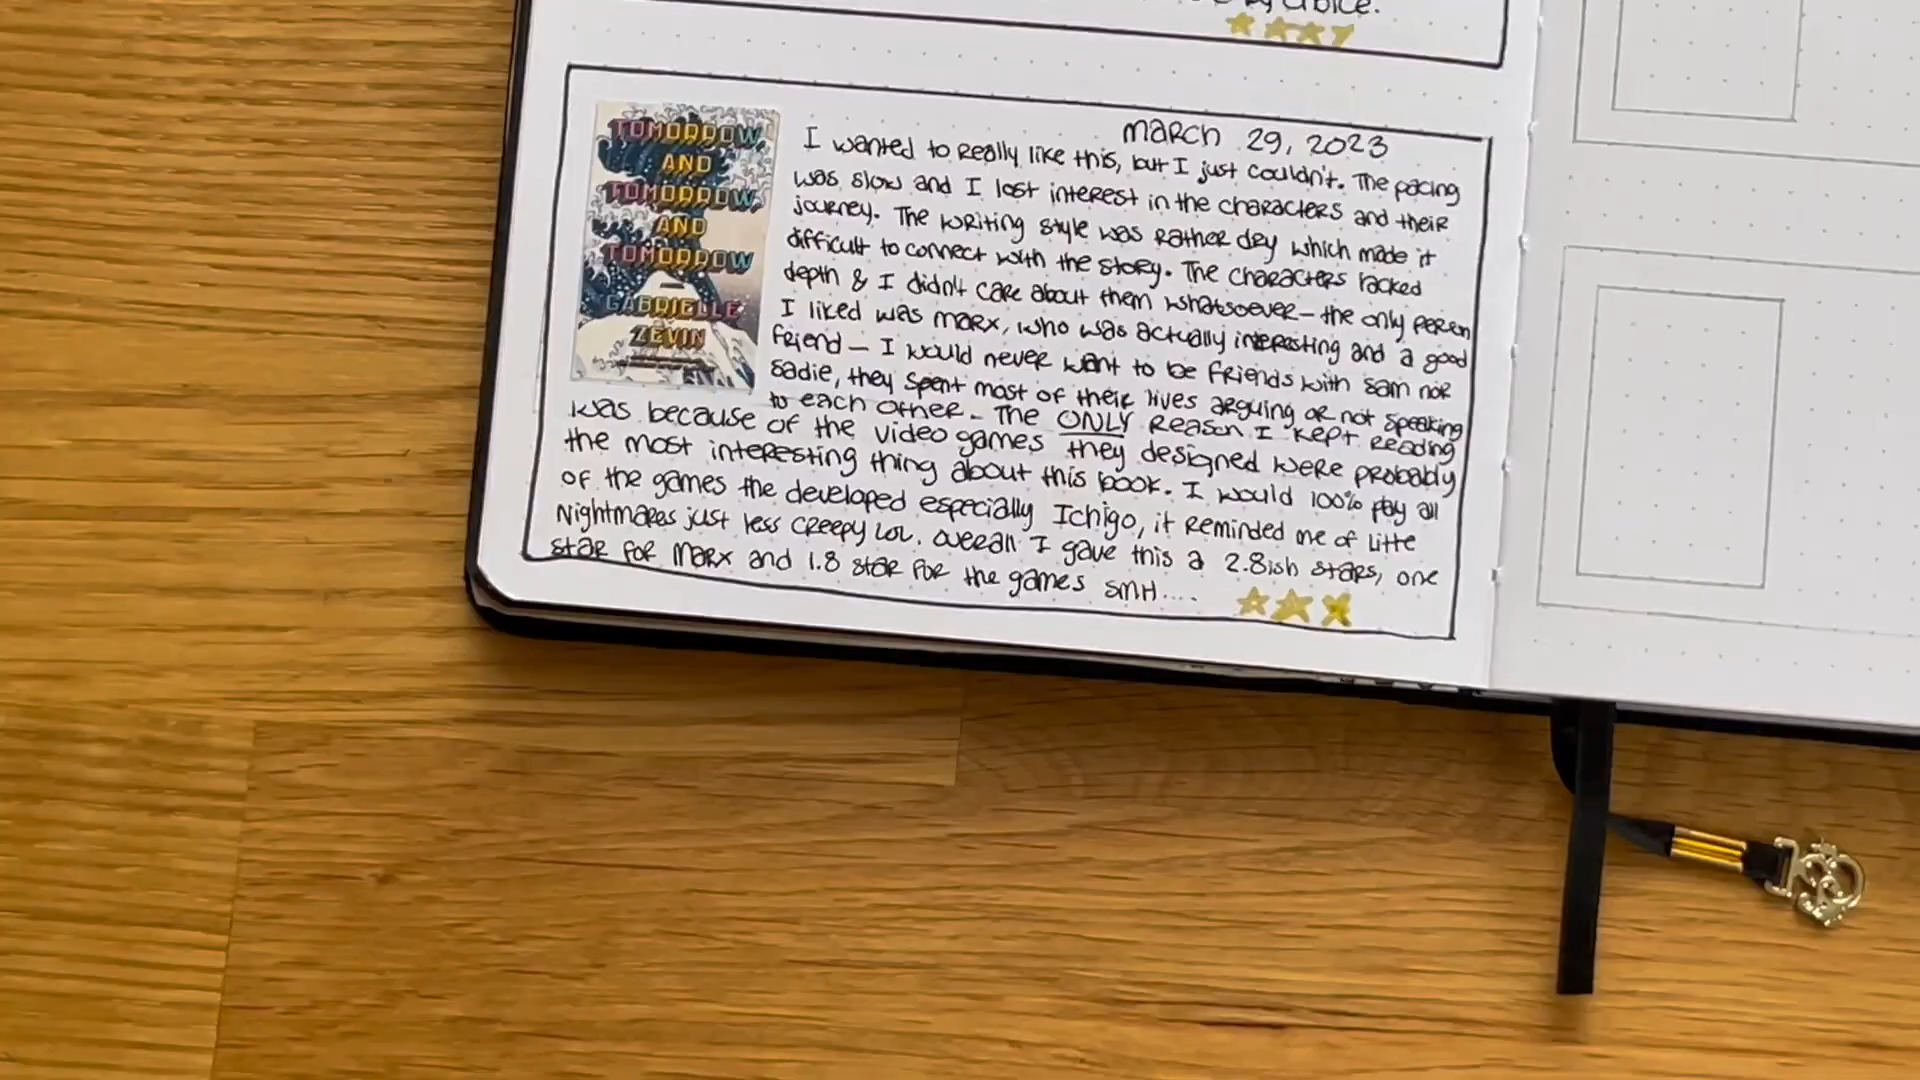 choice.
TOMORROW,
AND
TOMORROW,
AND
TOMORROW
GABRIELLE
ZEVIN
march 29, 2023
I wanted to really like this, but I just couldn't. The pacing
was slow and I lost interest in the characters and their
journey. The writing style was rather dry which made it
difficult to connect with the story. The characters lacked
depth & I didn't care about them whatsoever — the only person
I liked was marx, who was actually interesting and a good
friend — I would never want to be friends with sam nor
sadie, they spent most of their lives arguing or not speaking
to each other - The ONLY reason I kept reading
was because of the video games they designed were probably
the most interesting thing about this book. I would 100% play all
of the games the developed especially Ichigo, it reminded me of litte
Nightmares just less creepy lol. overall I gave this a 2.8ish stars, one
star for Marx and 1.8 star for the games SMH....